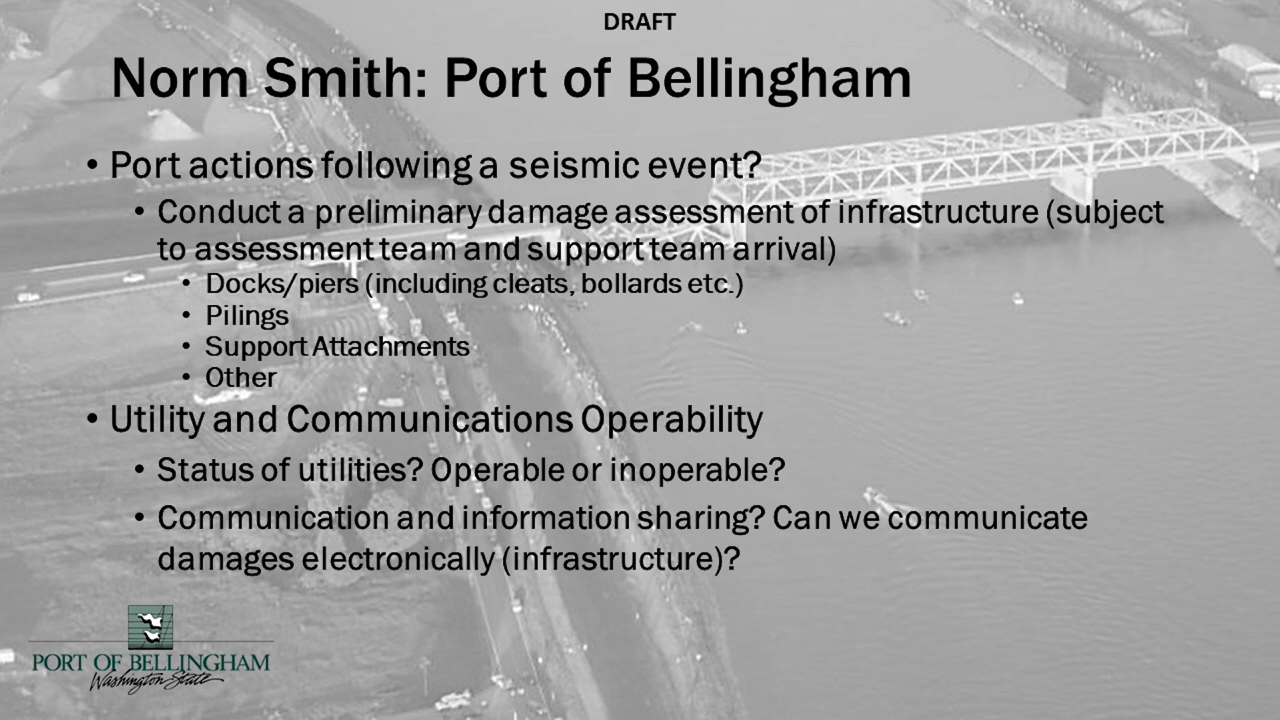 DRAFT
Norm Smith: Port of Bellingham
• Port actions following a seismic event?
• Conduct a preliminary damage assessment of infrastructure (subject
to assessment team and support team arrival)
• Docks/piers (including cleats, bollards etc.)
• Pilings
• Support Attachments
• Other
• Utility and Communications Operability
• Status of utilities? Operable or inoperable?
• Communication and information sharing? Can we communicate
damages electronically (infrastructure)?
PORT OF BELLINGHAM
Washington State